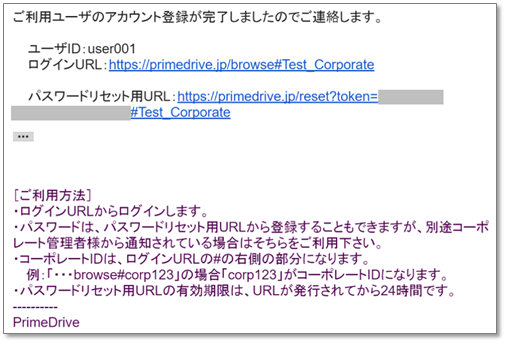 ご利用ユーザのアカウント登録が完了しましたのでご連絡します。
ユーザID：user001
ログインURL：https://primedrive.jp/browse#Test_Corporate
パスワードリセット用URL：https://primedrive.jp/reset?token=
#Test_Corporate
...
［ご利用方法］
・ログインURLからログインします。
・パスワードは、パスワードリセット用URLから登録することもできますが、別途コーポ
レート管理者様から通知されている場合はそちらをご利用下さい。
・コーポレートIDは、ログインURLの#の右側の部分になります。
例：「・・・browse#corp123」の場合「corp123」がコーポレートIDになります。
・パスワードリセット用URLの有効期限は、URLが発行されてから24時間です。
----------
PrimeDrive